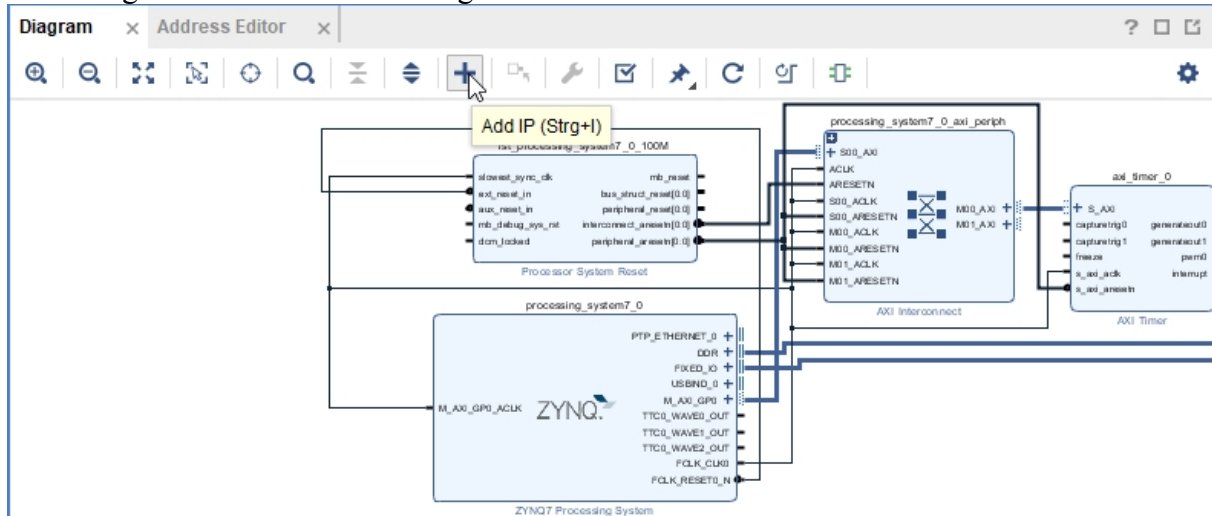 Diagram × Address Editor ×
Add IP (Strg+I)
rst_processing_system7_0_100M
slowest_sync_clk
ext_reset_in
aux_reset_in
mb_debug_sys_rst
dcm_locked
mb_reset
bus_struct_reset[0:0]
peripheral_reset[0:0]
interconnect_aresetn[0:0]
peripheral_aresetn[0:0]
Processor System Reset
processing_system7_0_axi_periph
S00_AXI
ACLK
ARESETN
S00_ACLK
S00_ARESETN
M00_ACLK
M00_ARESETN
M01_ACLK
M01_ARESETN
M00_AXI
M01_AXI
AXI Interconnect
axi_timer_0
S_AXI
capturetrig0
capturetrig1
freeze
s_axi_aclk
s_axi_aresetn
generateout0
generateout1
pwm0
interrupt
AXI Timer
processing_system7_0
M_AXI_GP0_ACLK
ZYNQ
PTP_ETHERNET_0
DDR
FIXED_IO
USBIND_0
M_AXI_GP0
TTC0_WAVE0_OUT
TTC0_WAVE1_OUT
TTC0_WAVE2_OUT
FCLK_CLK0
FCLK_RESET0_N
ZYNQ7 Processing System